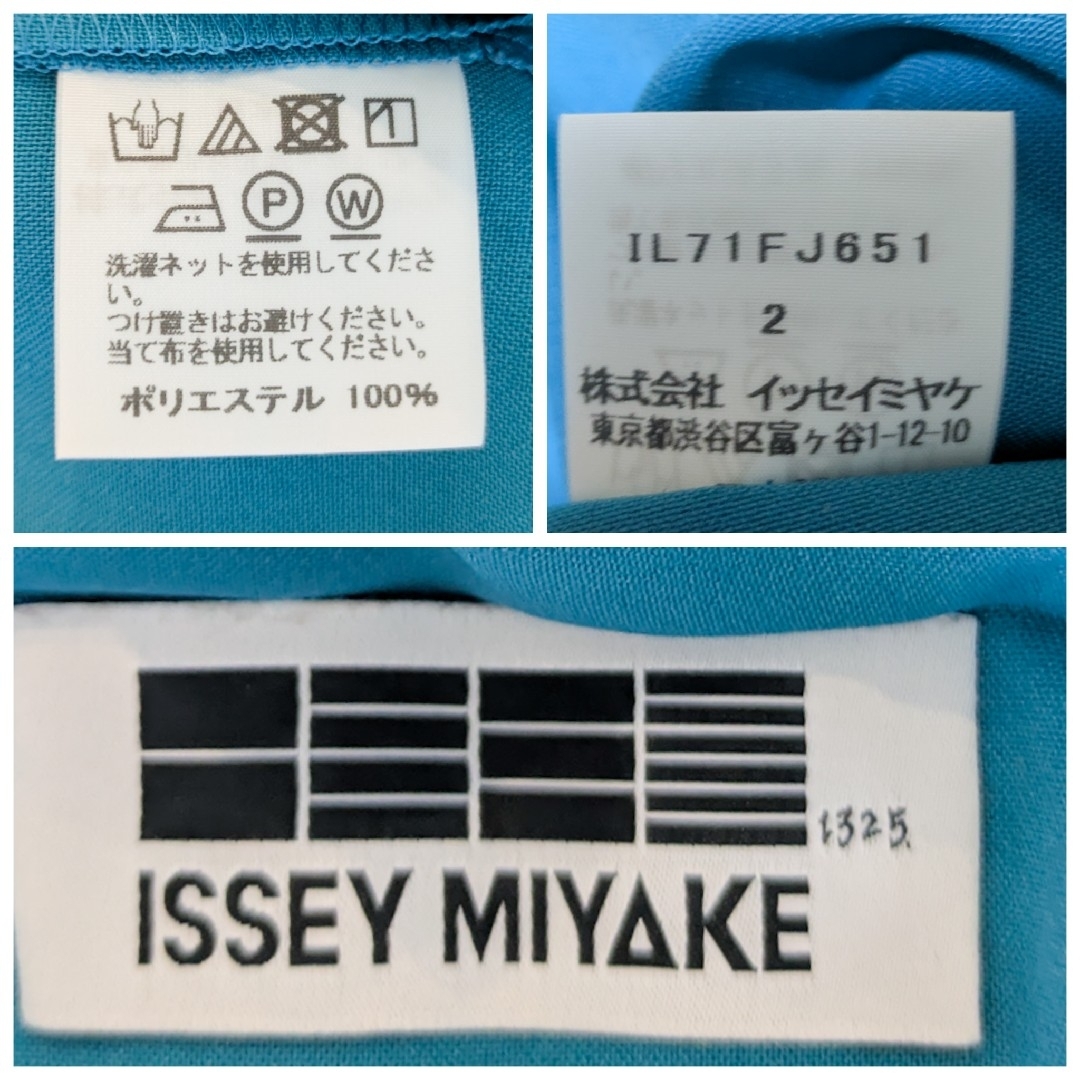 P W
洗濯ネットを使用してくださ
い。
つけ置きはお避けください。
当て布を使用してください。
ポリエステル 100%
IL71FJ651
2
株式会社 イッセイミヤケ
東京都渋谷区富ヶ谷1-12-10
1325.
ISSEY MIYAKE